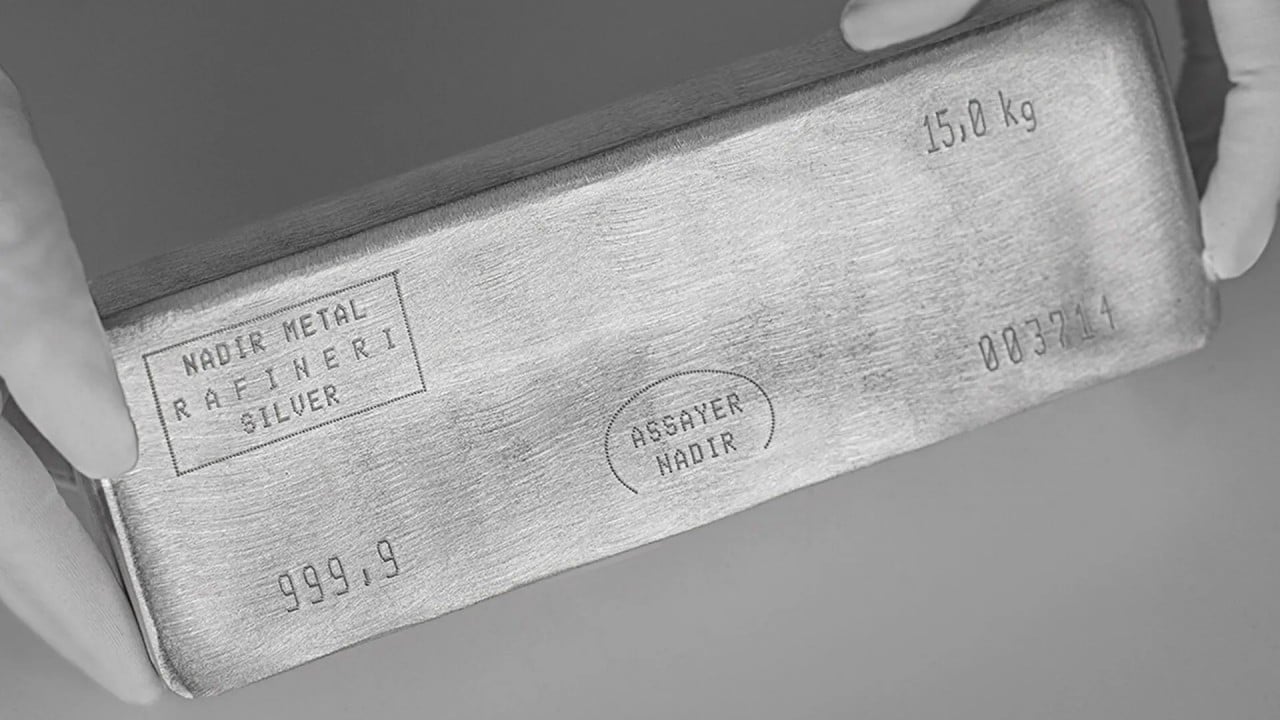 15,0 kg
NADIR METAL
RAFINERI
SILVER
003714
ASSAYER
NADIR
999,9